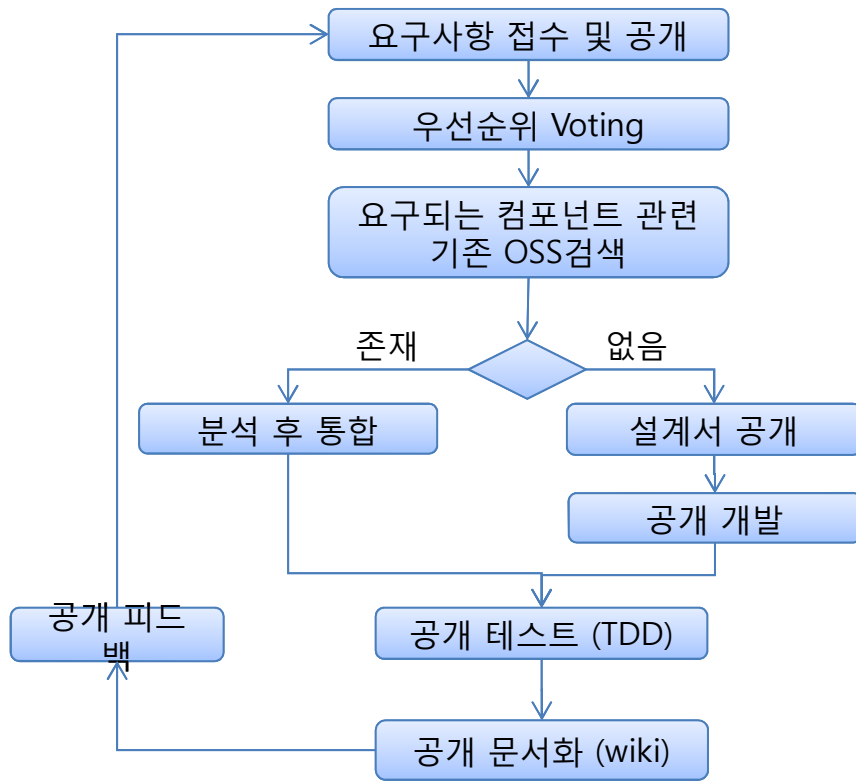 요구사항 접수 및 공개
우선순위 Voting
요구되는 컴포넌트 관련
기존 OSS검색
존재
없음
분석 후 통합
설계서 공개
공개 개발
공개 피드
백
공개 테스트 (TDD)
공개 문서화 (wiki)